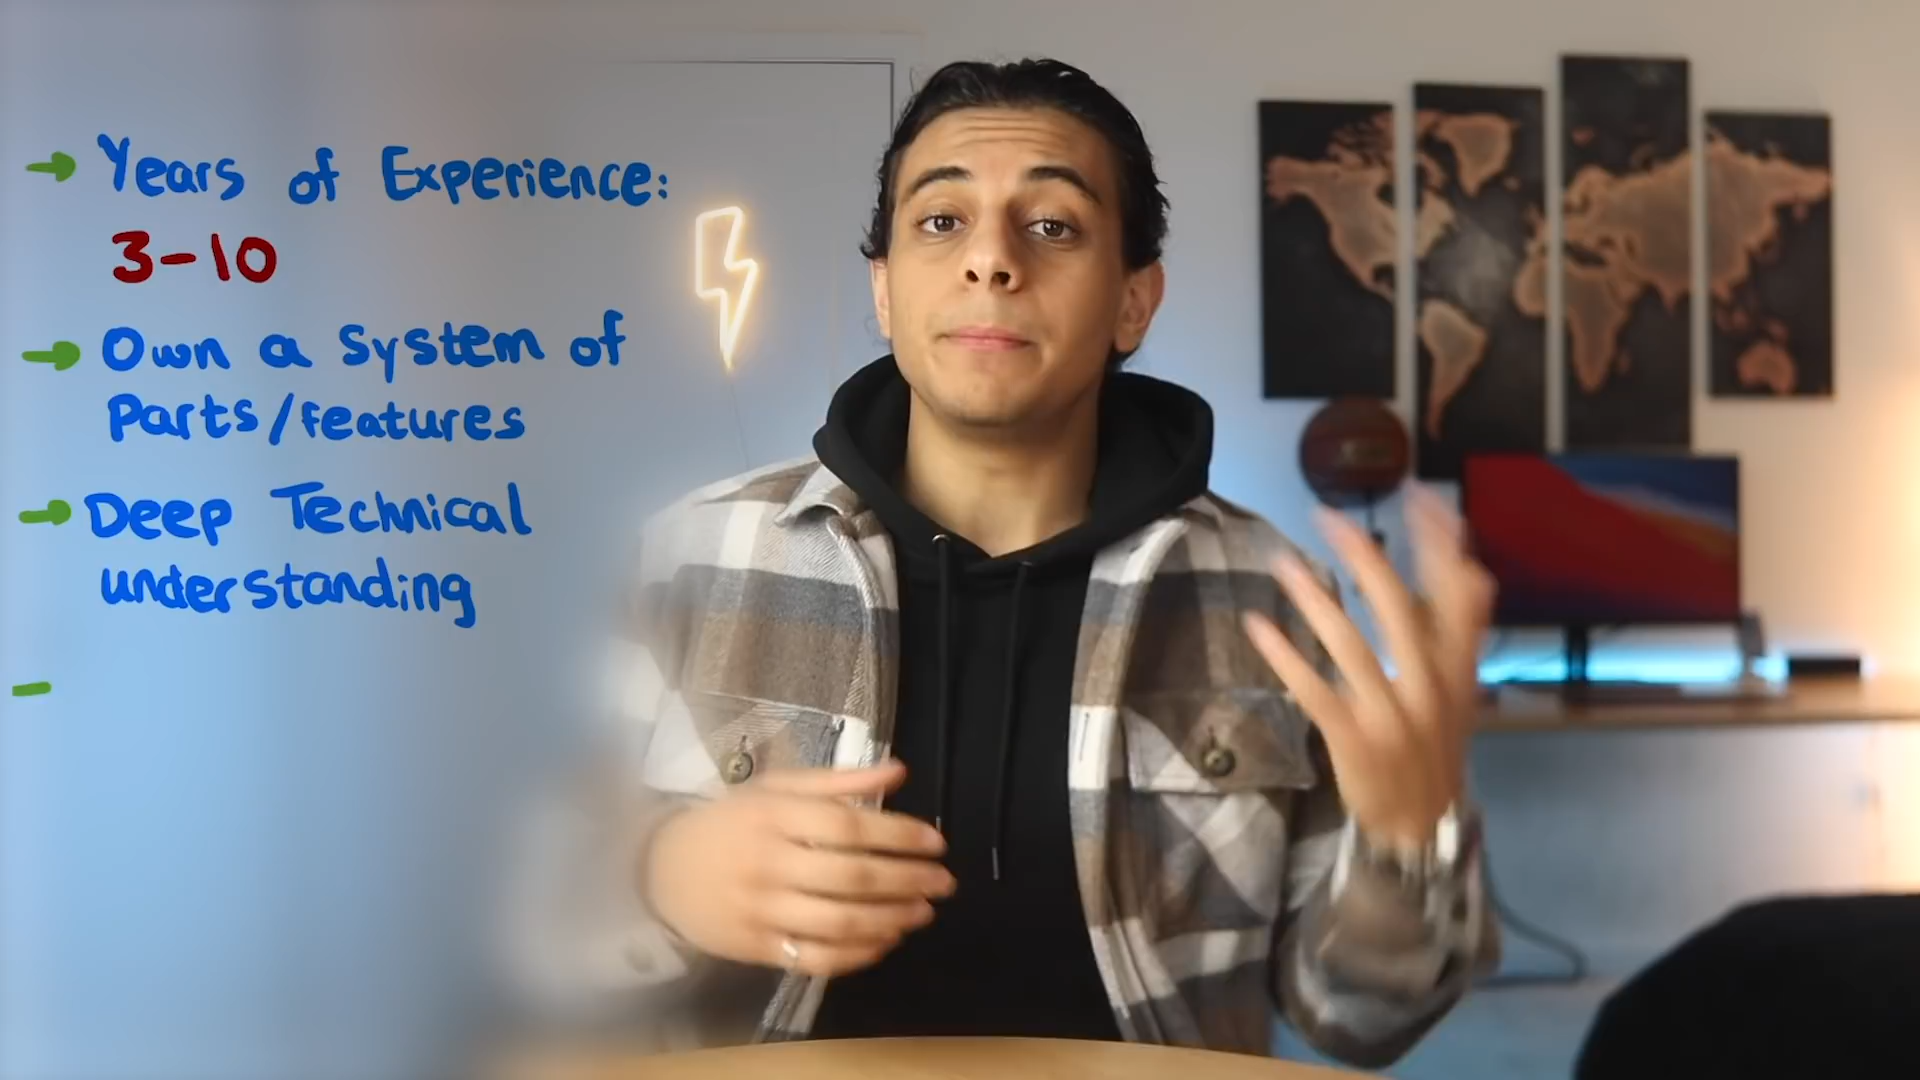 → Years of Experience:
3-10
→ Own a System of
Parts/features
→ Deep Technical
understanding
-